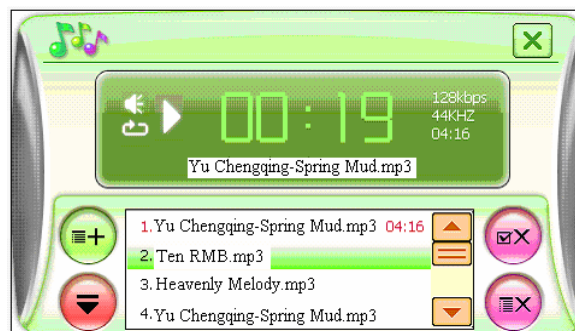 00:19
128kbps
44KHZ
04:16
Yu Chengqing-Spring Mud.mp3
1.Yu Chengqing-Spring Mud.mp3 04:16
2.Ten RMB.mp3
3.Heavenly Melody.mp3
4.Yu Chengqing-Spring Mud.mp3